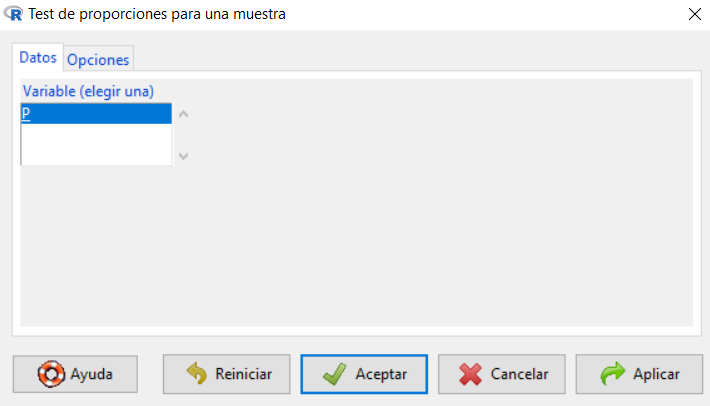 Test de proporciones para una muestra
Datos Opciones
Variable (elegir una)
P
Ayuda Reiniciar Aceptar Cancelar Aplicar